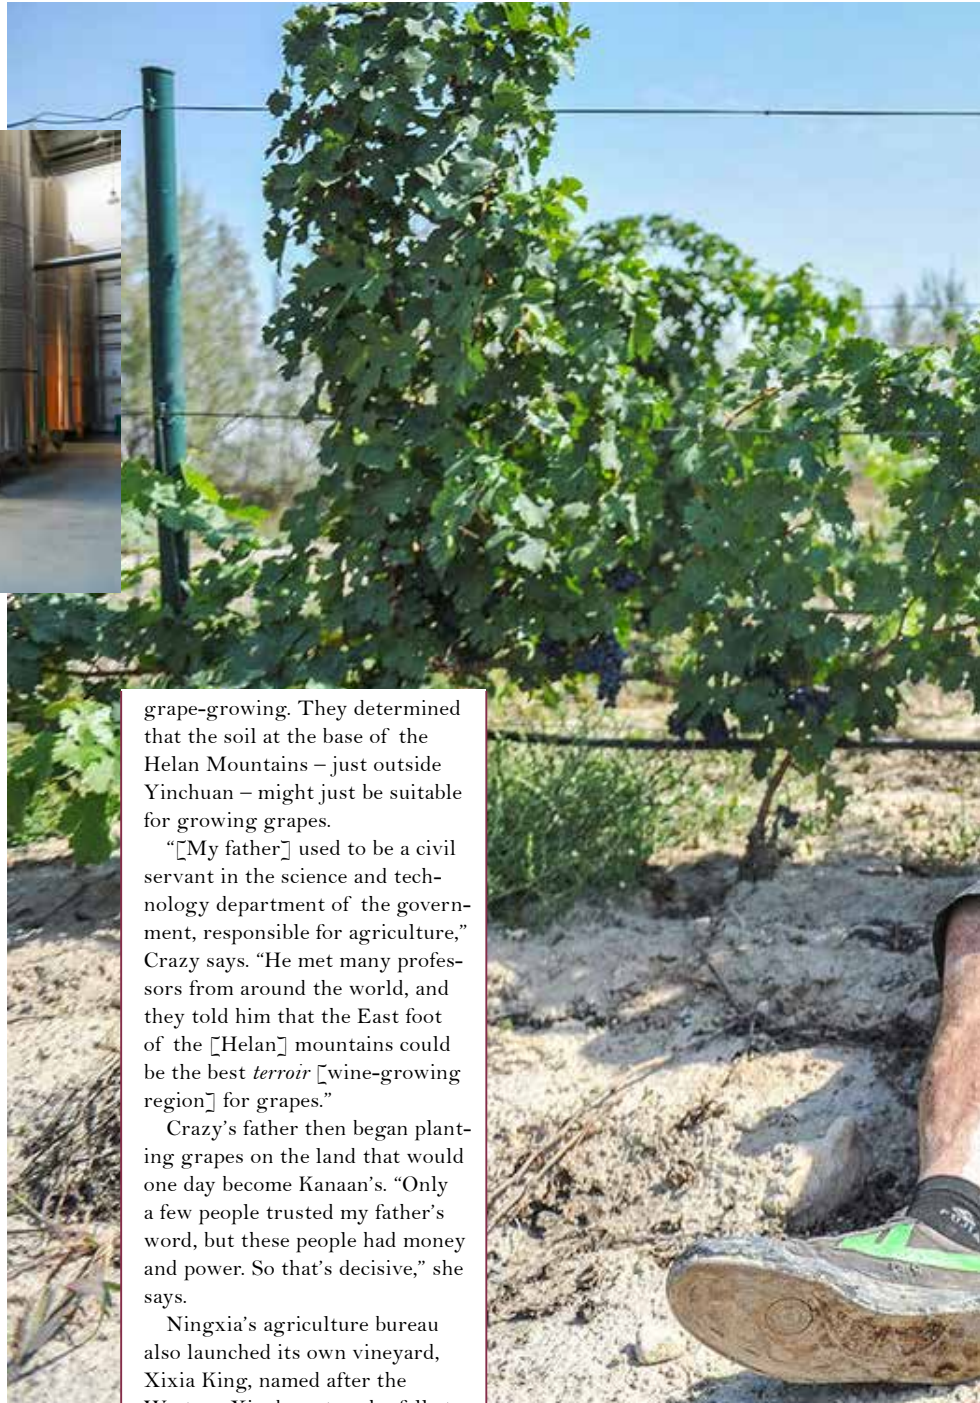 grape-growing. They determined
that the soil at the base of the
Helan Mountains – just outside
Yinchuan – might just be suitable
for growing grapes.
“[My father] used to be a civil
servant in the science and tech-
nology department of the govern-
ment, responsible for agriculture,”
Crazy says. “He met many profes-
sors from around the world, and
they told him that the East foot
of the [Helan] mountains could
be the best terroir [wine-growing
region] for grapes.”
Crazy’s father then began plant-
ing grapes on the land that would
one day become Kanaan’s. “Only
a few people trusted my father’s
word, but these people had money
and power. So that’s decisive,” she
says.
Ningxia’s agriculture bureau
also launched its own vineyard,
Xixia King, named after the